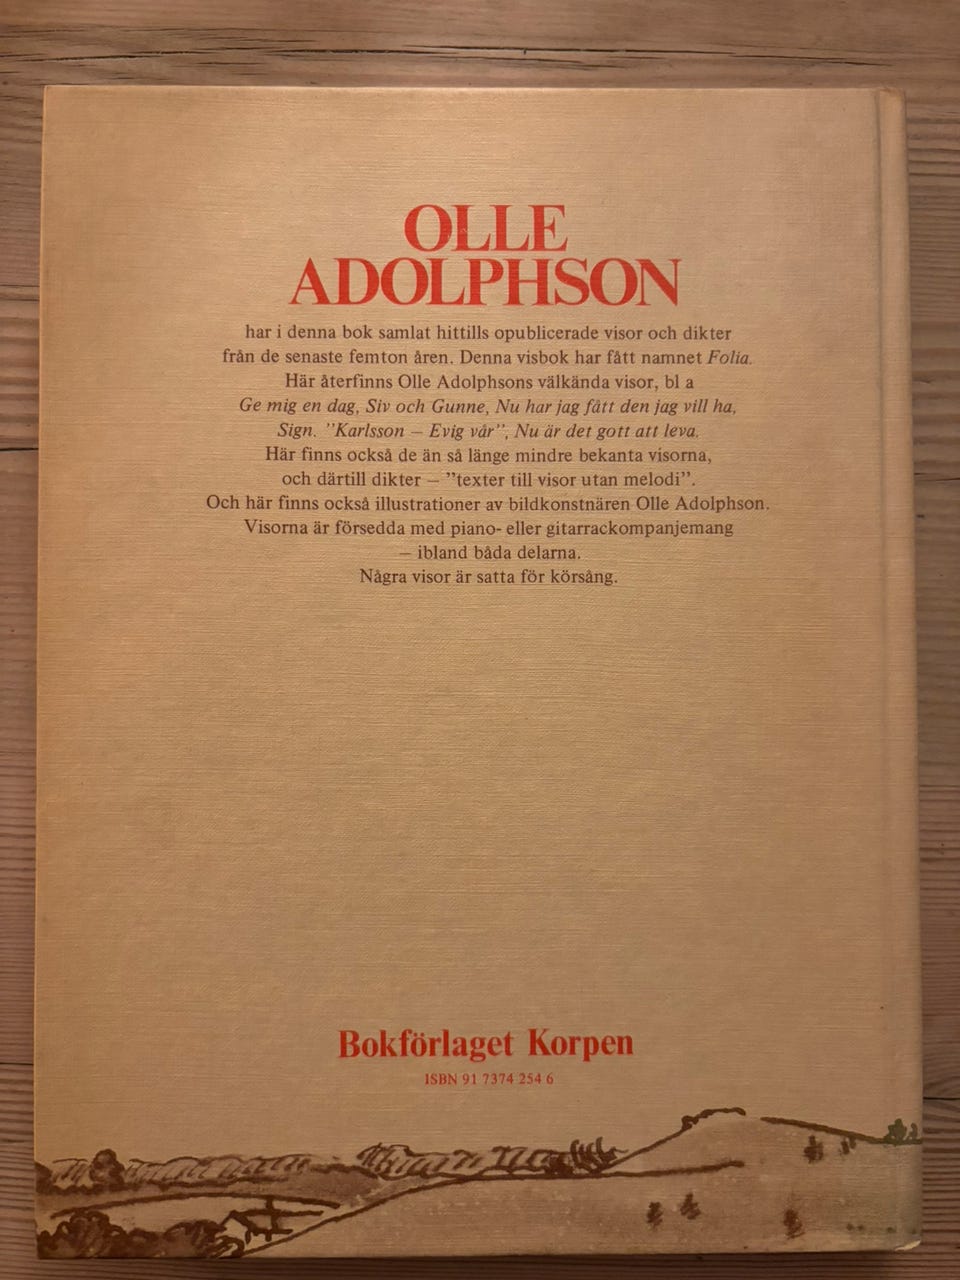 OLLE
ADOLPHSON
har i denna bok samlat hittills opublicerade visor och dikter
från de senaste femton åren. Denna visbok har fått namnet Folia.
Här återfinns Olle Adolphsons välkända visor, bl a
Ge mig en dag, Siv och Gunne, Nu har jag fått den jag vill ha,
Sign. ”Karlsson – Evig vår”, Nu är det gott att leva.
Här finns också de än så länge mindre bekanta visorna,
och därtill dikter – ”texter till visor utan melodi”.
Och här finns också illustrationer av bildkonstnären Olle Adolphson.
Visorna är försedda med piano- eller gitarrackompanjemang
– ibland båda delarna.
Några visor är satta för körsång.
Bokförlaget Korpen
ISBN 91 7374 254 6